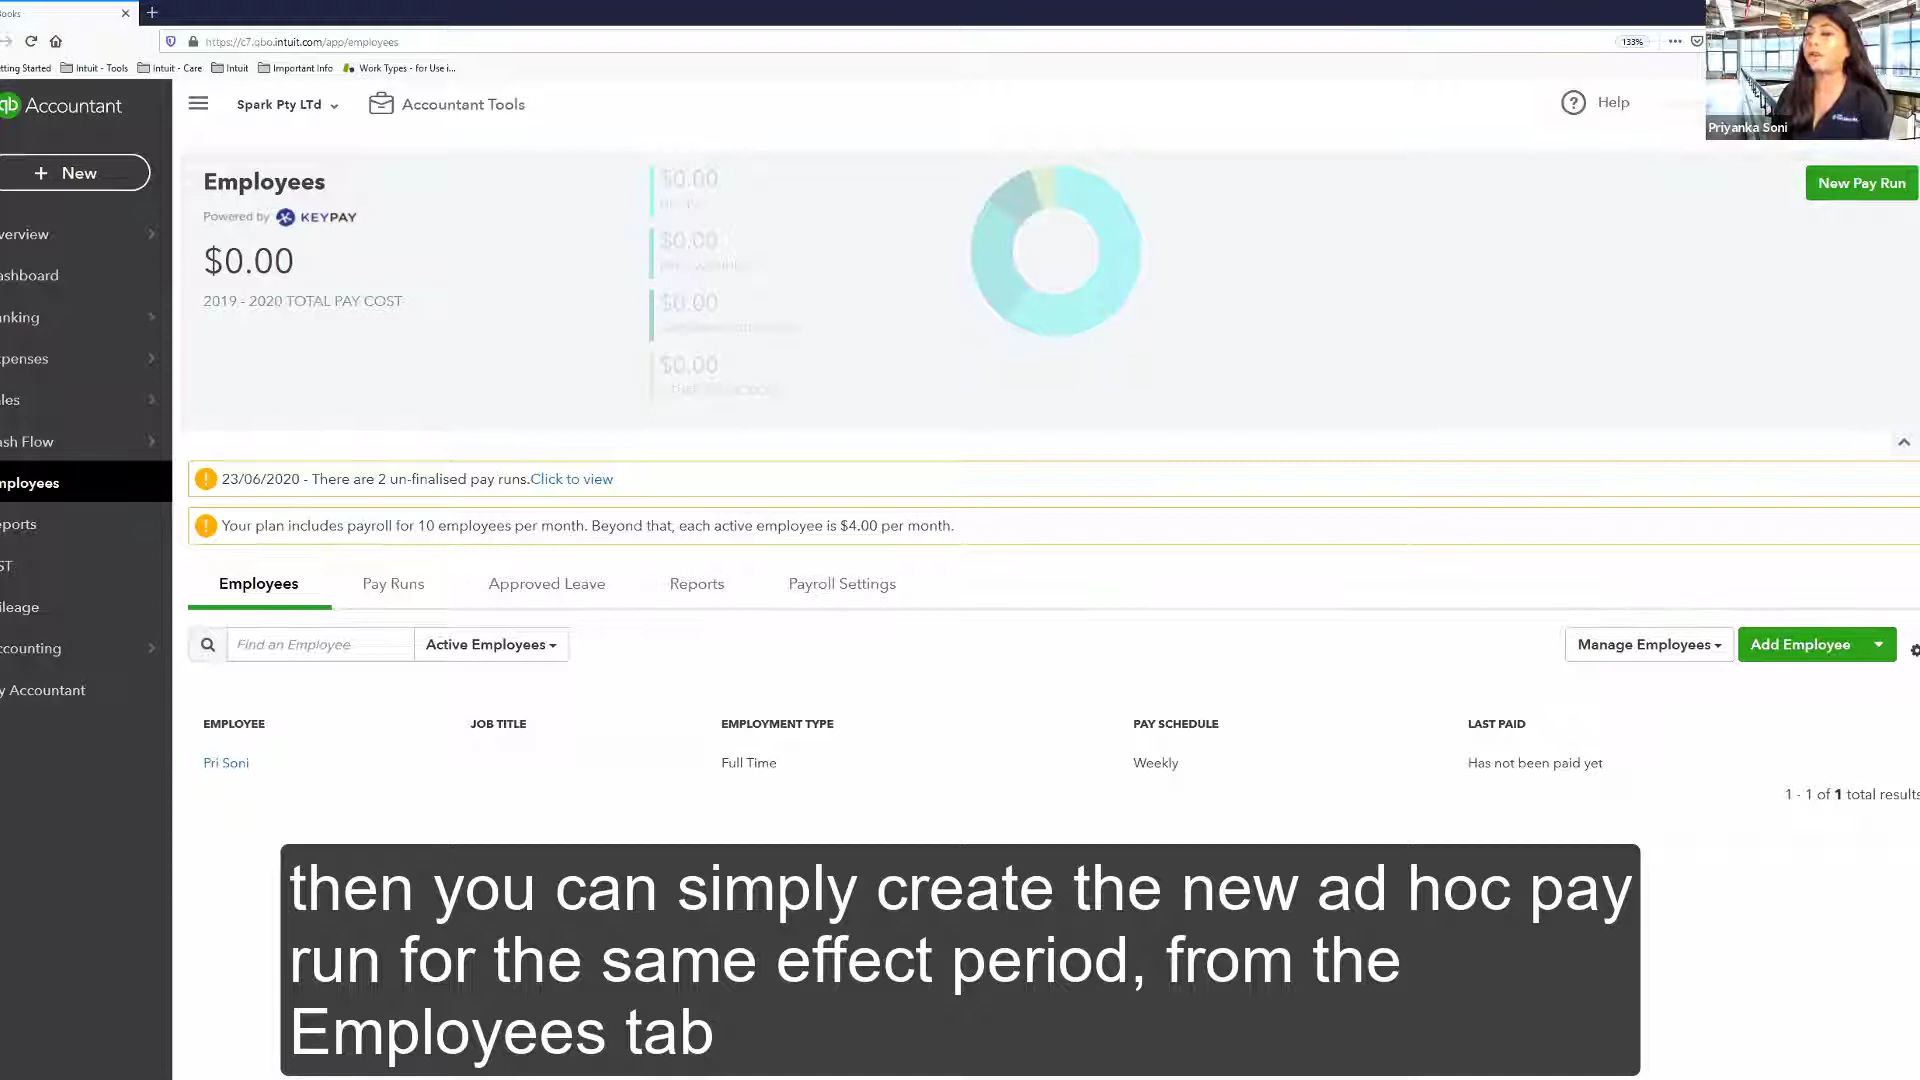 ooks
https://c7.qbo.intuit.com/app/employees
133%
tting Started
Intuit - Tools
Intuit - Care
Intuit
Important Info
Work Types - for Use i...
qb Accountant
Spark Pty LTd
Accountant Tools
? Help
Priyanka Soni
+ New
Employees
Powered by KEYPAY
$0.00
2019 - 2020 TOTAL PAY COST
$0.00
$0.00
$0.00
$0.00
New Pay Run
verview
ashboard
anking
xpenses
les
ash Flow
mployees
eports
ST
ileage
ccounting
y Accountant
23/06/2020 - There are 2 un-finalised pay runs.Click to view
Your plan includes payroll for 10 employees per month. Beyond that, each active employee is $4.00 per month.
Employees
Pay Runs
Approved Leave
Reports
Payroll Settings
Find an Employee
Active Employees
Manage Employees
Add Employee
EMPLOYEE JOB TITLE EMPLOYMENT TYPE PAY SCHEDULE LAST PAID
Pri Soni Full Time Weekly Has not been paid yet
1 - 1 of 1 total results
then you can simply create the new ad hoc pay
run for the same effect period, from the
Employees tab